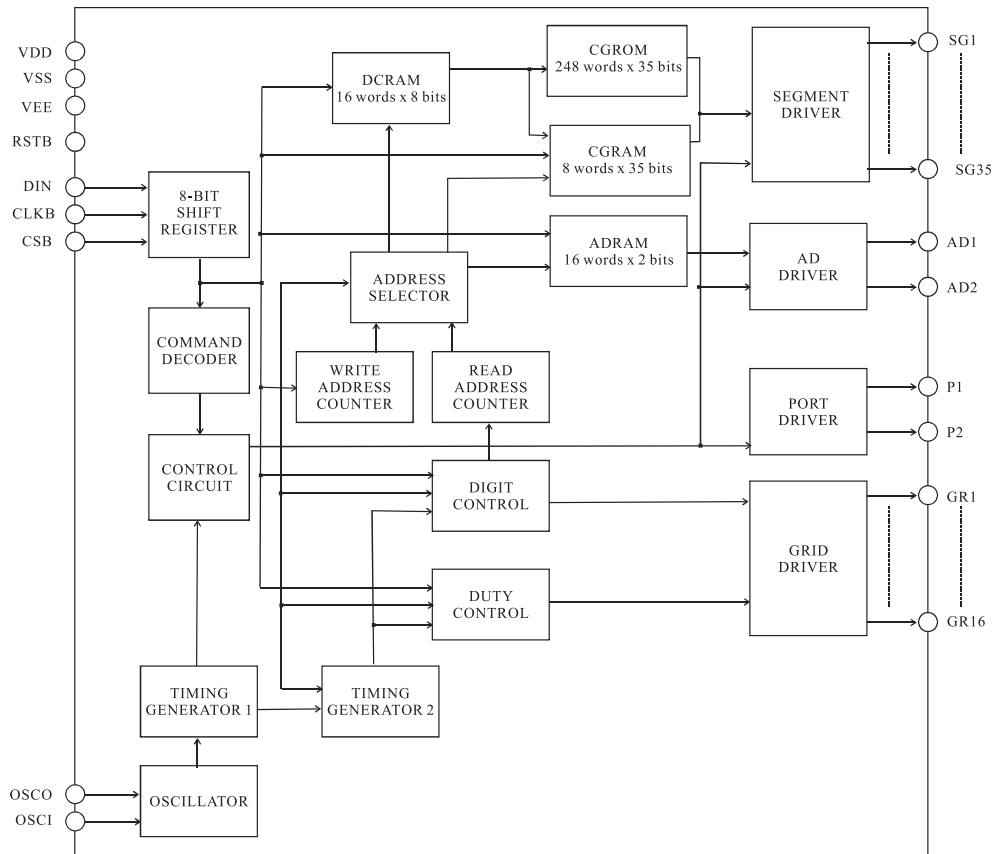 VDD
VSS
VEE
RSTB
DIN
CLKB
CSB
OSCO
OSCI
8-BIT
SHIFT
REGISTER
COMMAND
DECODER
CONTROL
CIRCUIT
TIMING
GENERATOR 1
OSCILLATOR
DCRAM
16 words x 8 bits
ADDRESS
SELECTOR
WRITE
ADDRESS
COUNTER
READ
ADDRESS
COUNTER
DIGIT
CONTROL
DUTY
CONTROL
TIMING
GENERATOR 2
CGROM
248 words x 35 bits
CGRAM
8 words x 35 bits
ADRAM
16 words x 2 bits
SEGMENT
DRIVER
AD
DRIVER
PORT
DRIVER
GRID
DRIVER
SG1
SG35
AD1
AD2
P1
P2
GR1
GR16